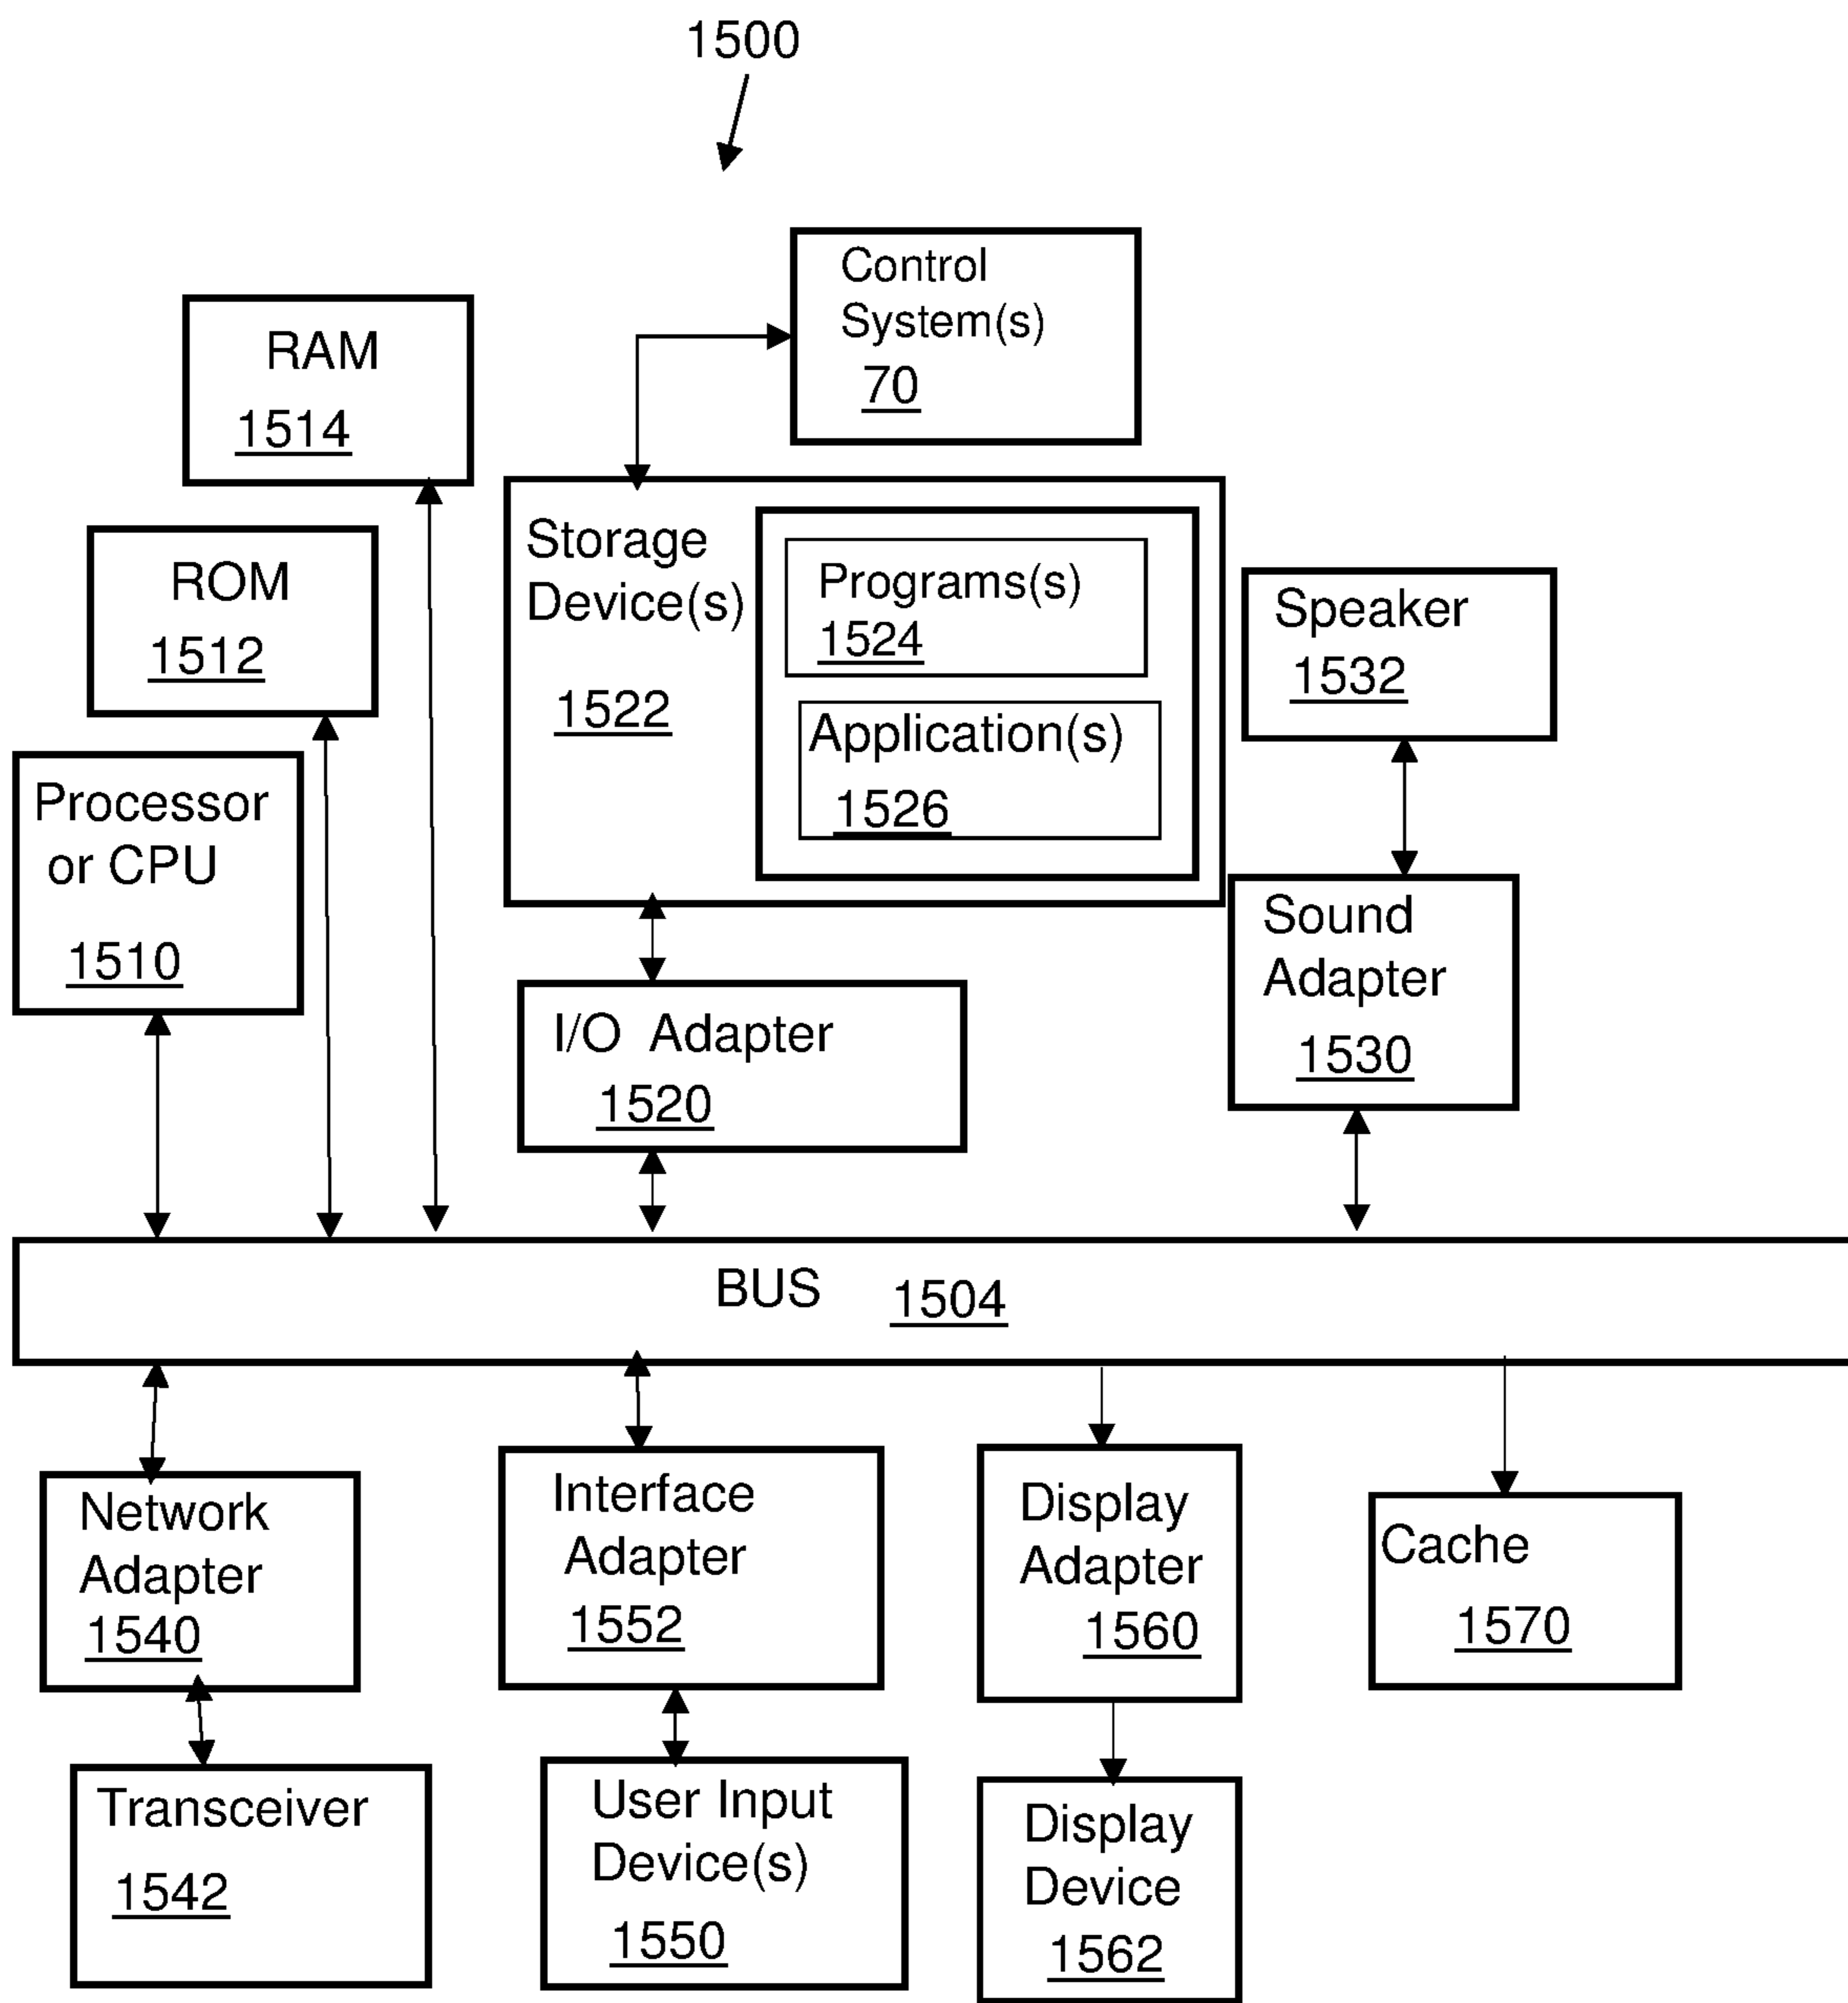 1500
Control
System(s)
70
RAM
1514
Storage
Device(s)
1522
Programs(s)
1524
Application(s)
1526
ROM
1512
Speaker
1532
Processor
or CPU
1510
Sound
Adapter
1530
I/O Adapter
1520
BUS 1504
Network
Adapter
1540
Interface
Adapter
1552
Display
Adapter
1560
Cache
1570
Transceiver
1542
User Input
Device(s)
1550
Display
Device
1562